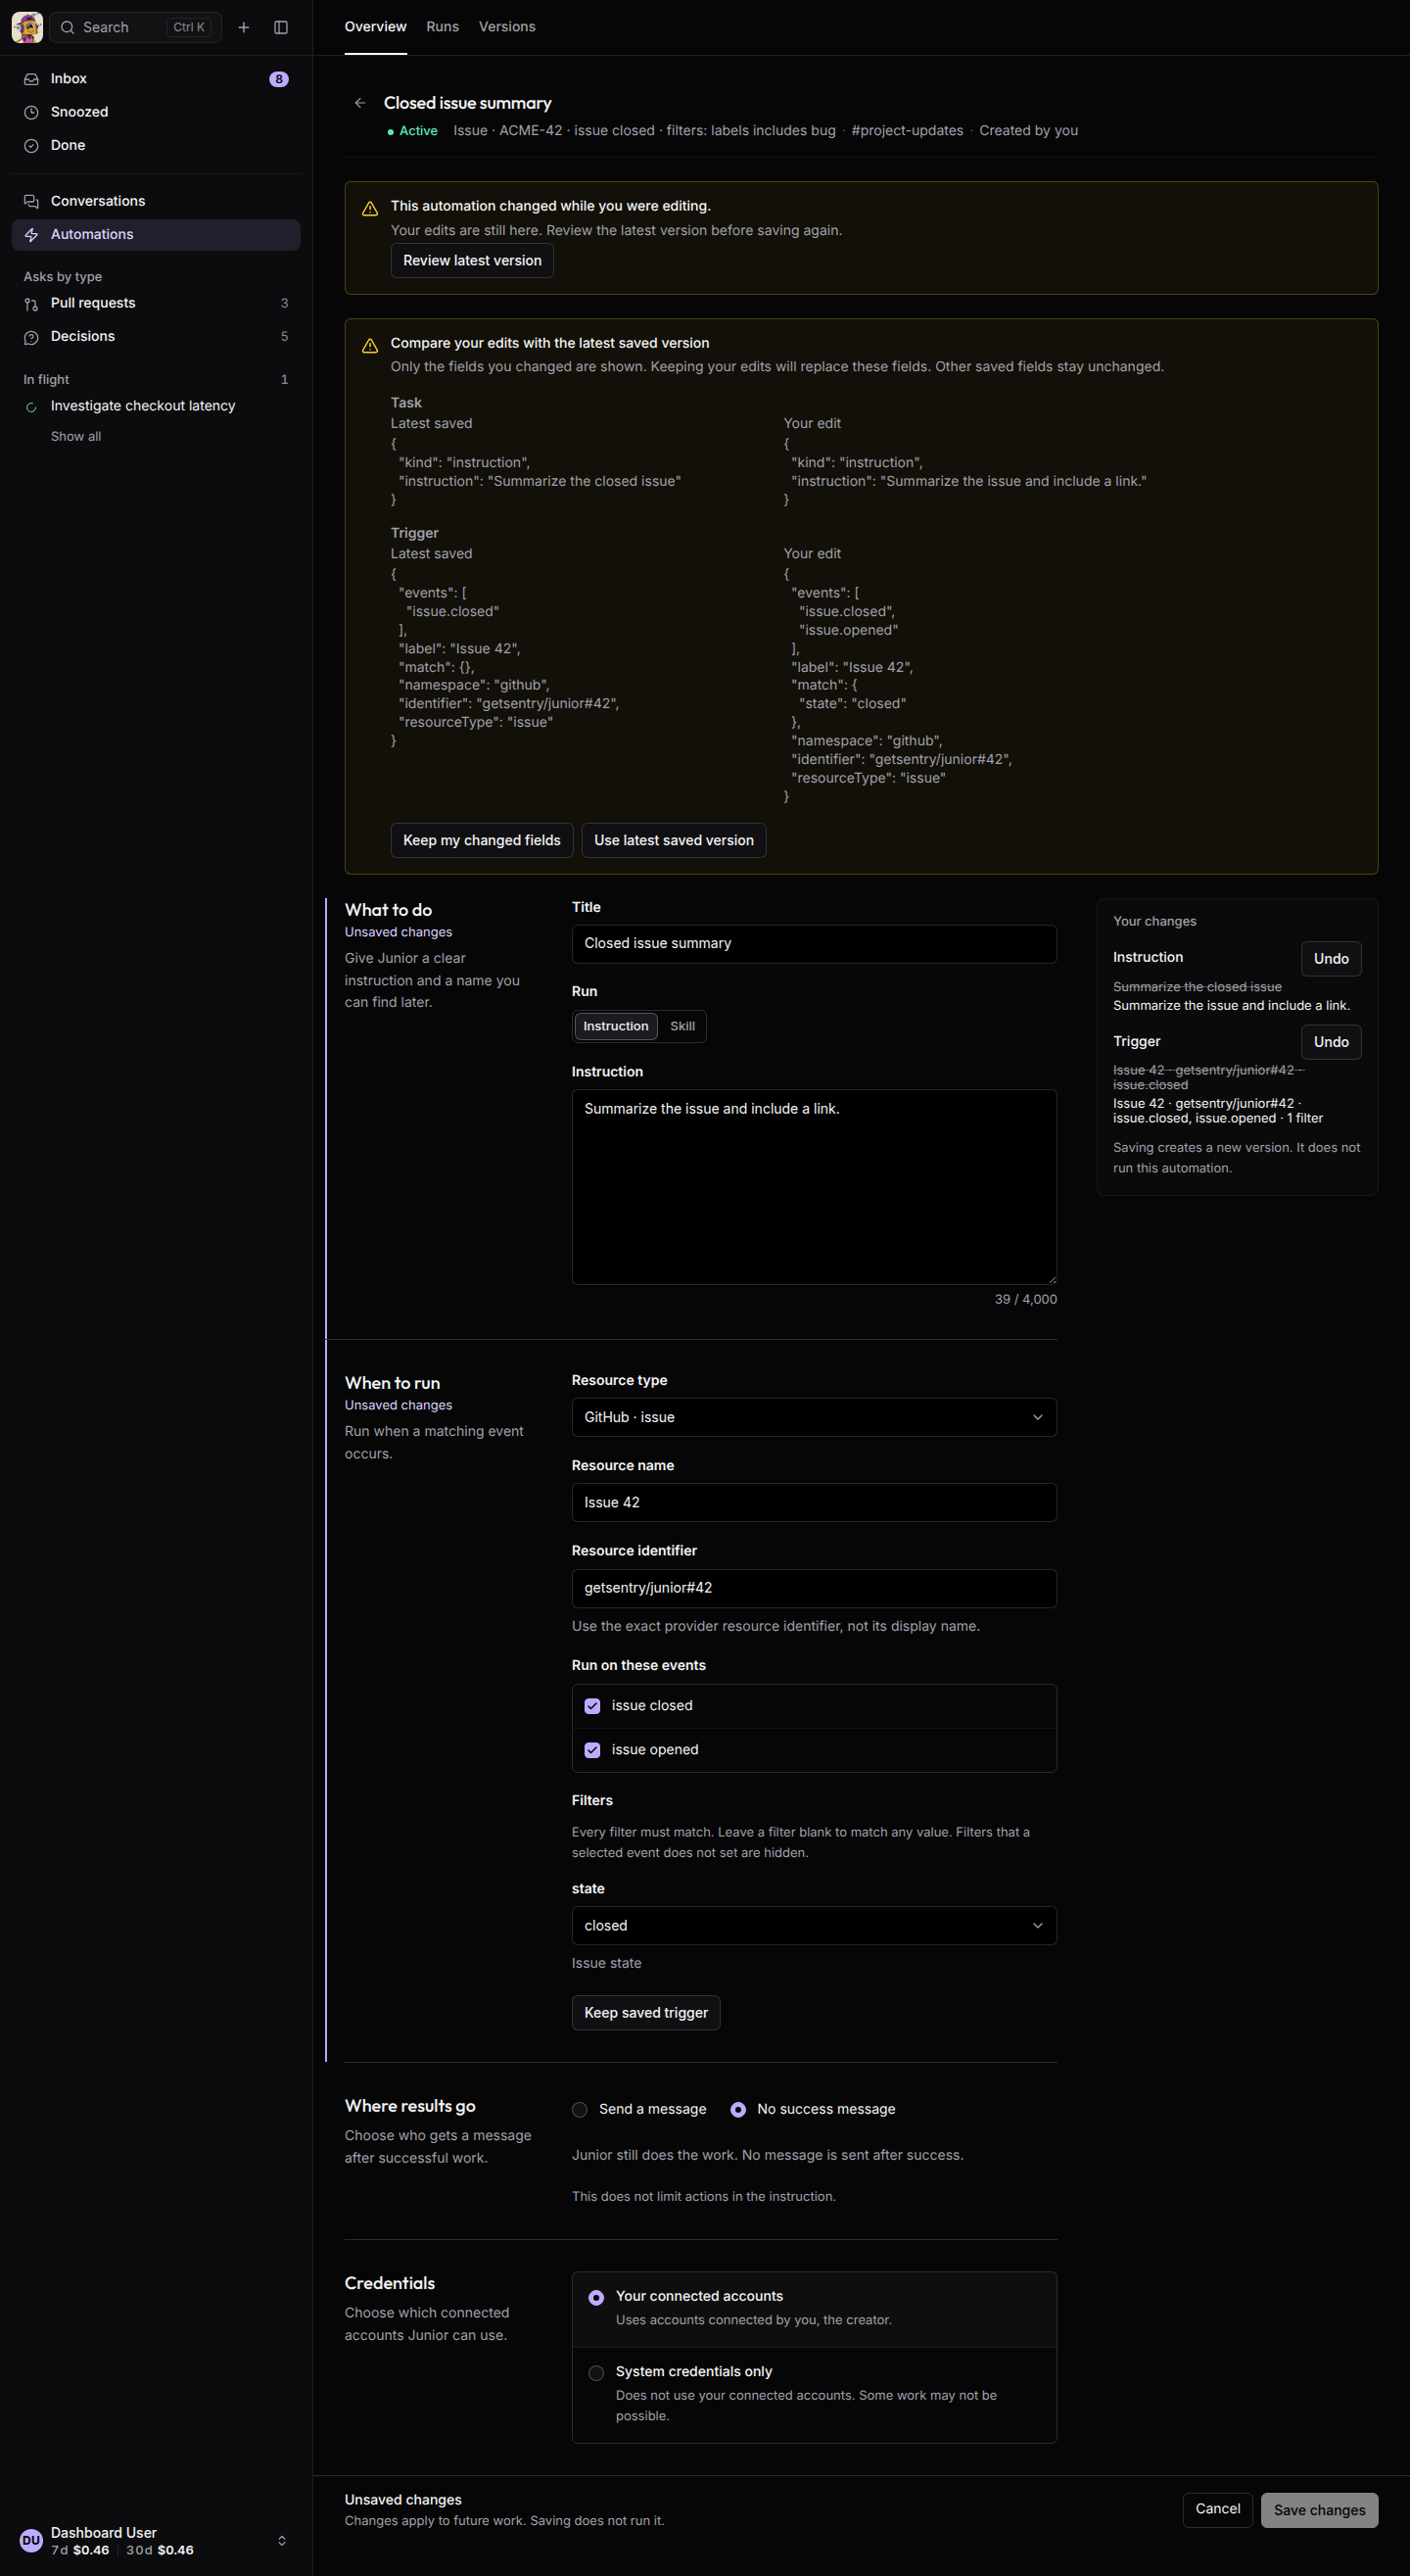 Search
Ctrl K
Inbox
8
Snoozed
Done
Conversations
Automations
Asks by type
Pull requests
3
Decisions
5
In flight
1
Investigate checkout latency
Show all
Dashboard User
DU
7d $0.46 | 30d $0.46
Overview
Runs
Versions
Closed issue summary
Active Issue · ACME-42 · issue closed · filters: labels includes bug · #project-updates · Created by you
This automation changed while you were editing.
Your edits are still here. Review the latest version before saving again.
Review latest version
Compare your edits with the latest saved version
Only the fields you changed are shown. Keeping your edits will replace these fields. Other saved fields stay unchanged.
Task
Latest saved
{
"kind": "instruction",
"instruction": "Summarize the closed issue"
}
Your edit
{
"kind": "instruction",
"instruction": "Summarize the issue and include a link."
}
Trigger
Latest saved
{
"events": [
"issue.closed"
],
"label": "Issue 42",
"match": {},
"namespace": "github",
"identifier": "getsentry/junior#42",
"resourceType": "issue"
}
Your edit
{
"events": [
"issue.closed",
"issue.opened"
],
"label": "Issue 42",
"match": {
"state": "closed"
},
"namespace": "github",
"identifier": "getsentry/junior#42",
"resourceType": "issue"
}
Keep my changed fields
Use latest saved version
What to do
Unsaved changes
Give Junior a clear
instruction and a name you
can find later.
Title
Closed issue summary
Run
Instruction
Skill
Instruction
Summarize the issue and include a link.
39 / 4,000
Your changes
Instruction
Undo
Summarize the closed issue
Summarize the issue and include a link.
Trigger
Undo
Issue 42 · getsentry/junior#42 ·
issue.closed
Issue 42 · getsentry/junior#42 ·
issue.closed, issue.opened · 1 filter
Saving creates a new version. It does not
run this automation.
When to run
Unsaved changes
Run when a matching event
occurs.
Resource type
GitHub · issue
Resource name
Issue 42
Resource identifier
getsentry/junior#42
Use the exact provider resource identifier, not its display name.
Run on these events
issue closed
issue opened
Filters
Every filter must match. Leave a filter blank to match any value. Filters that a
selected event does not set are hidden.
state
closed
Issue state
Keep saved trigger
Where results go
Choose who gets a message
after successful work.
Send a message
No success message
Junior still does the work. No message is sent after success.
This does not limit actions in the instruction.
Credentials
Choose which connected
accounts Junior can use.
Your connected accounts
Uses accounts connected by you, the creator.
System credentials only
Does not use your connected accounts. Some work may not be
possible.
Unsaved changes
Changes apply to future work. Saving does not run it.
Cancel
Save changes